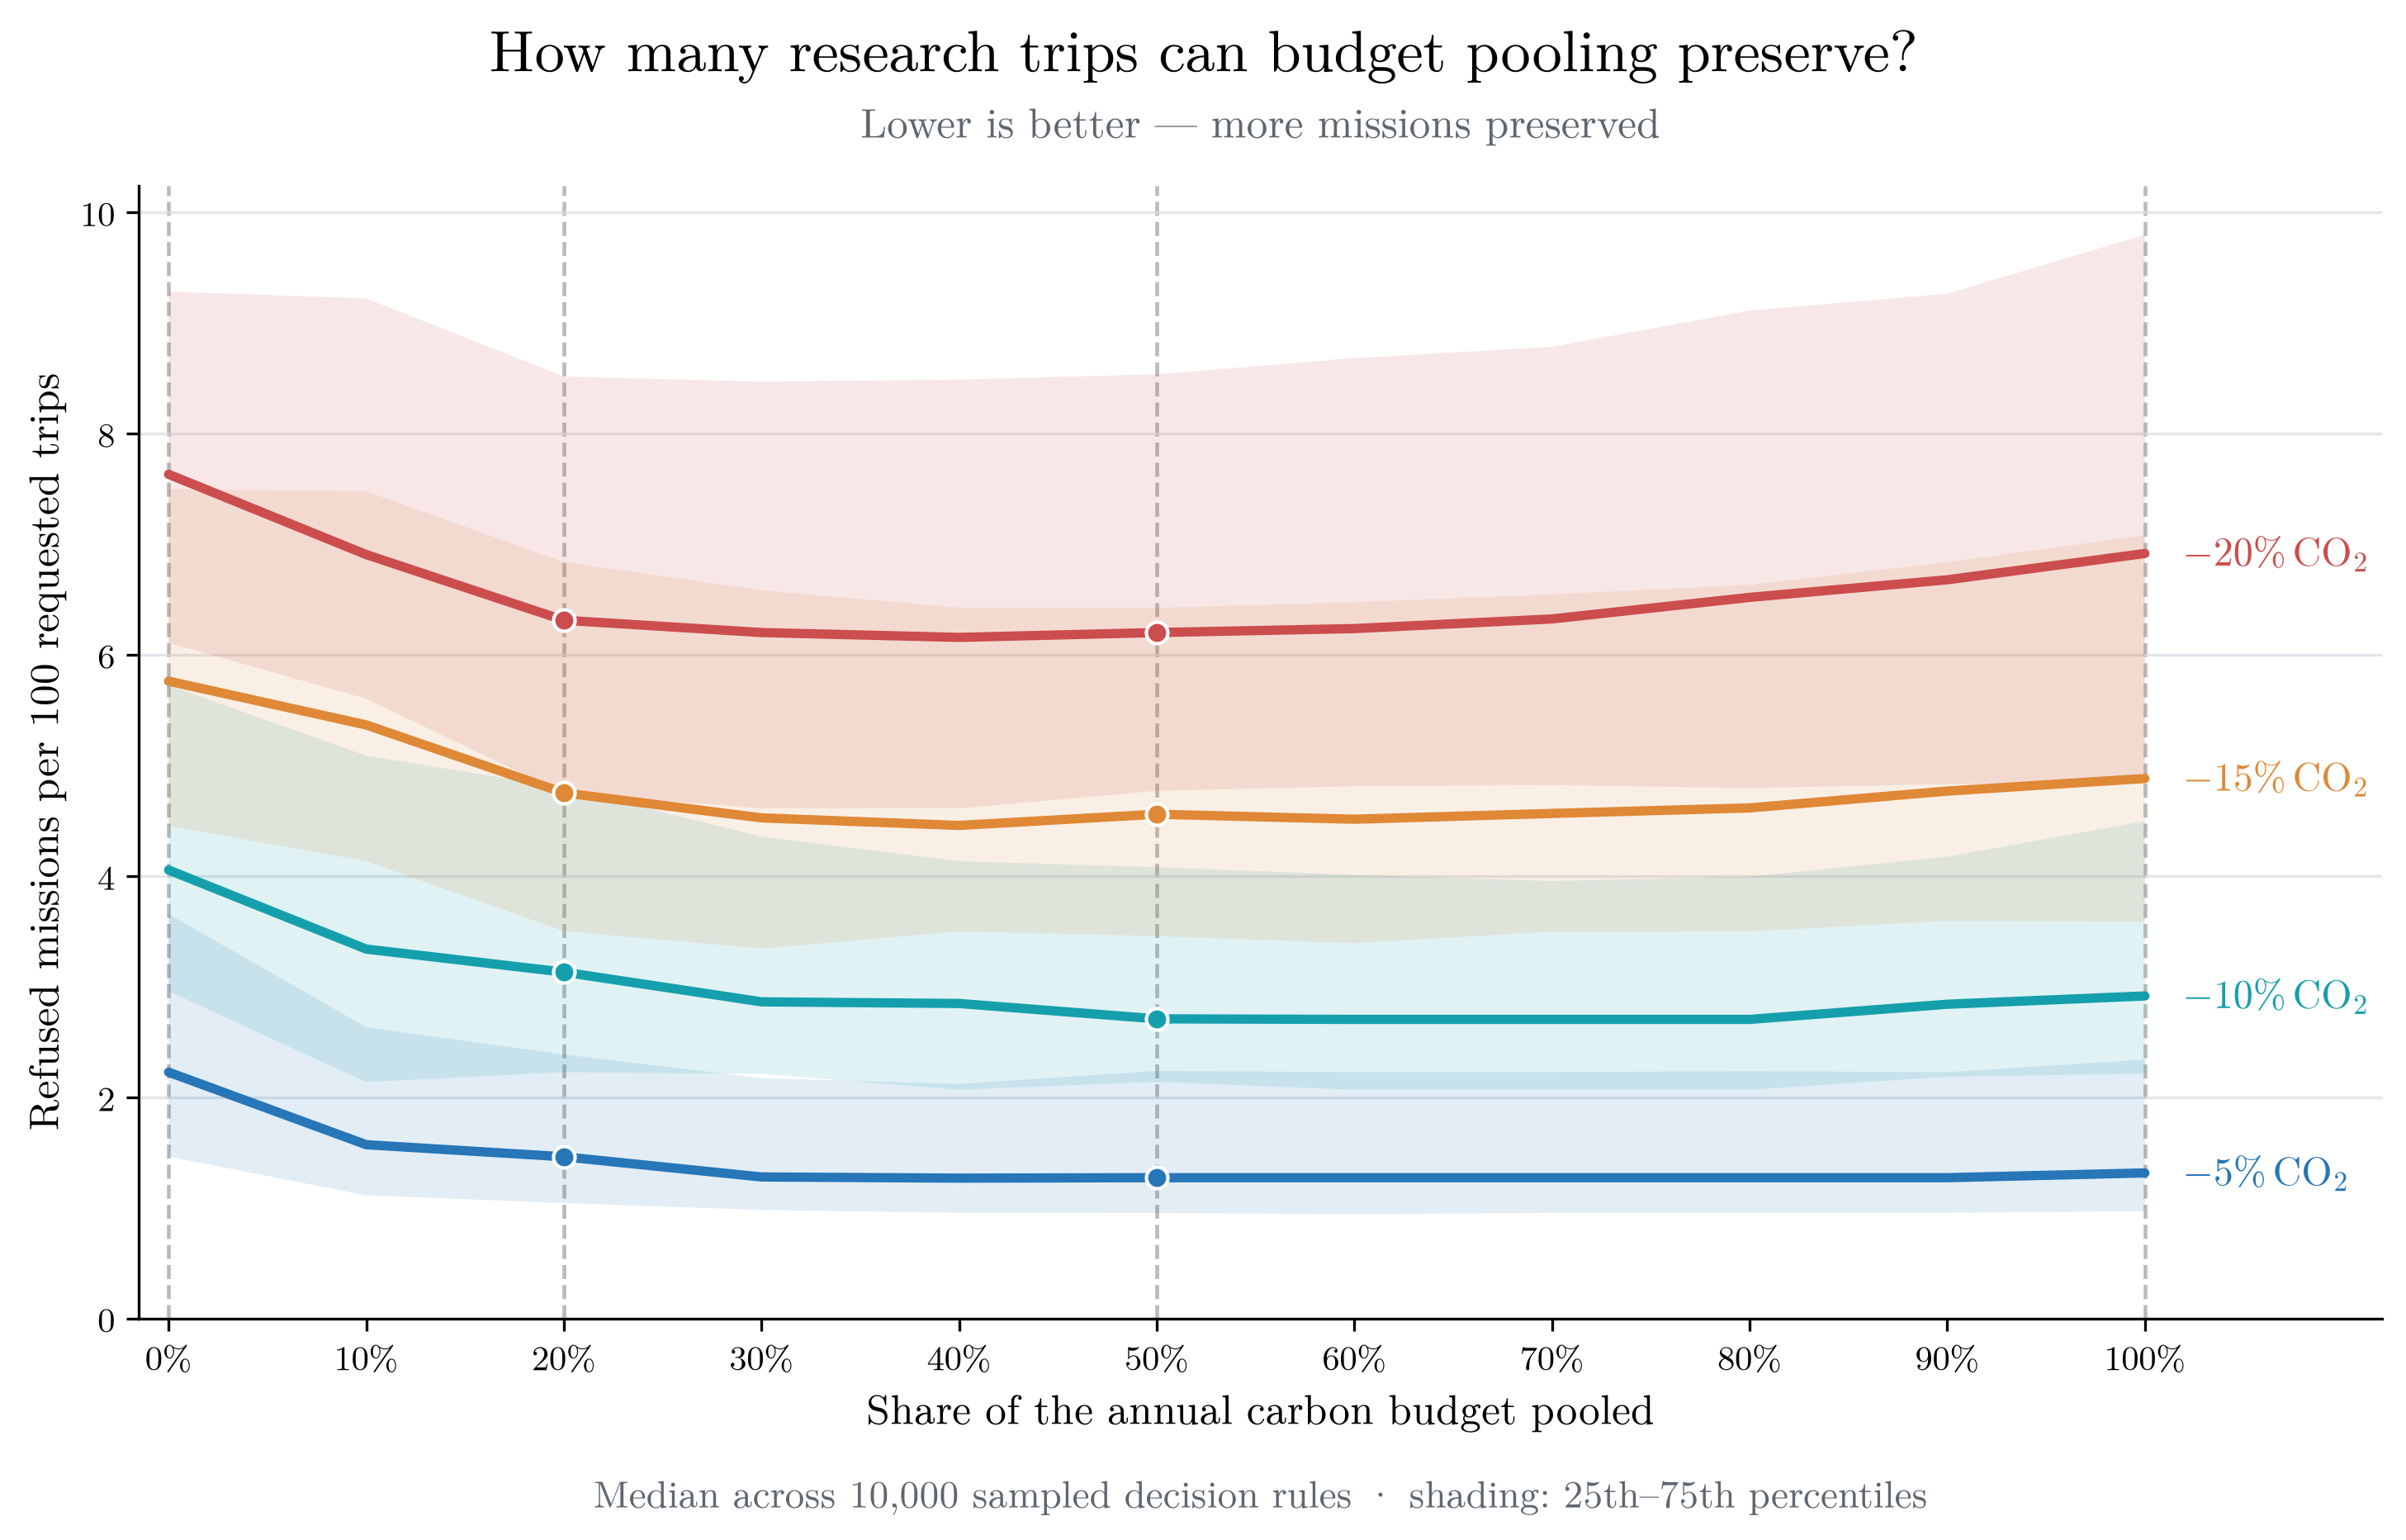 How many research trips can budget pooling preserve?
Lower is better — more missions preserved
Refused missions per 100 requested trips
10
8
6
4
2
0
−20% CO₂
−15% CO₂
−10% CO₂
−5% CO₂
0% 10% 20% 30% 40% 50% 60% 70% 80% 90% 100%
Share of the annual carbon budget pooled
Median across 10,000 sampled decision rules · shading: 25th–75th percentiles